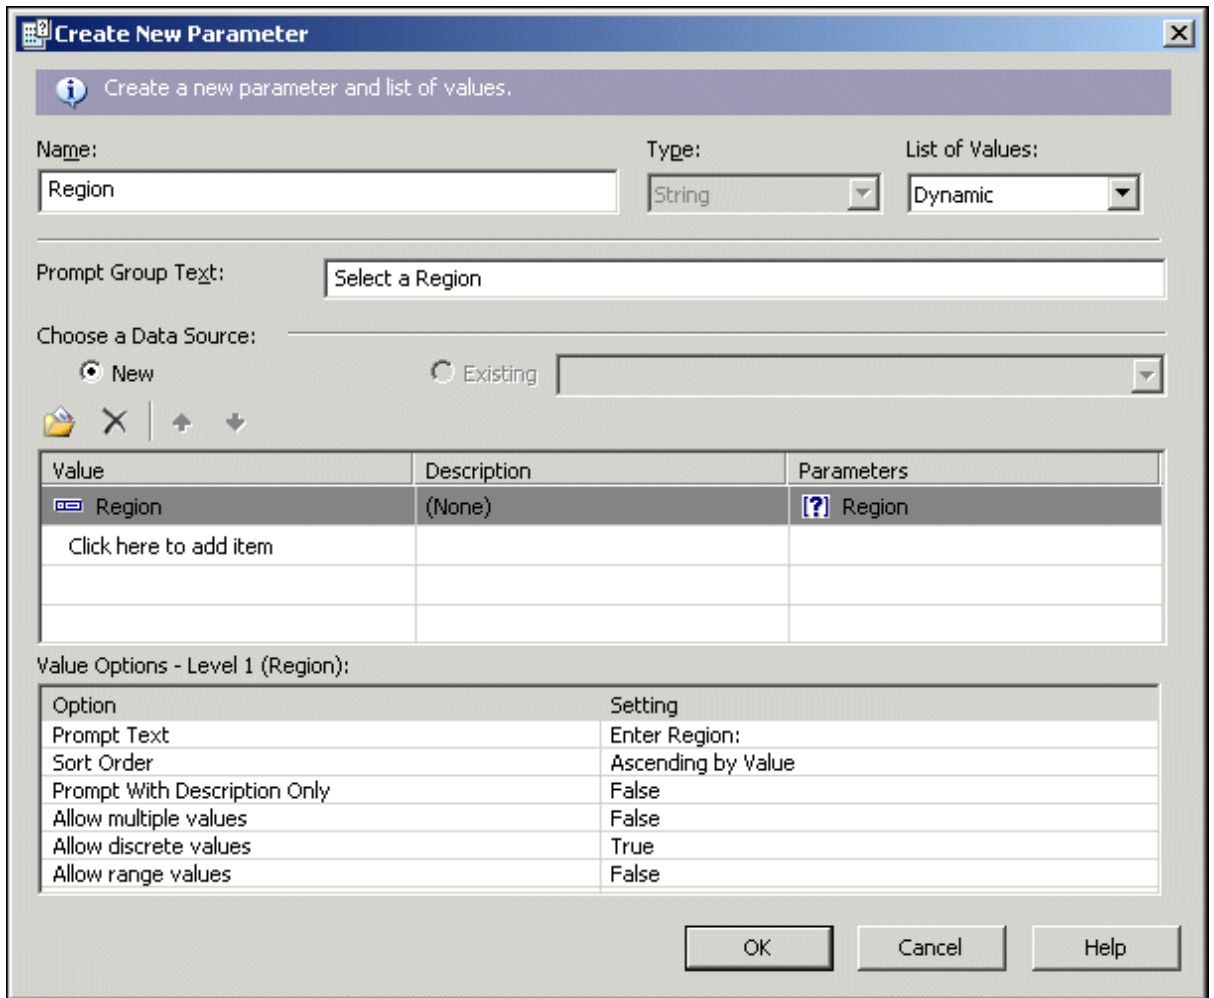 Create New Parameter
Create a new parameter and list of values.
Name: Type: List of Values:
Region String Dynamic
Prompt Group Text: Select a Region
Choose a Data Source:
New Existing
Value Description Parameters
Region (None) [?] Region
Click here to add item
Value Options - Level 1 (Region):
Option Setting
Prompt Text Enter Region:
Sort Order Ascending by Value
Prompt With Description Only False
Allow multiple values False
Allow discrete values True
Allow range values False
OK Cancel Help